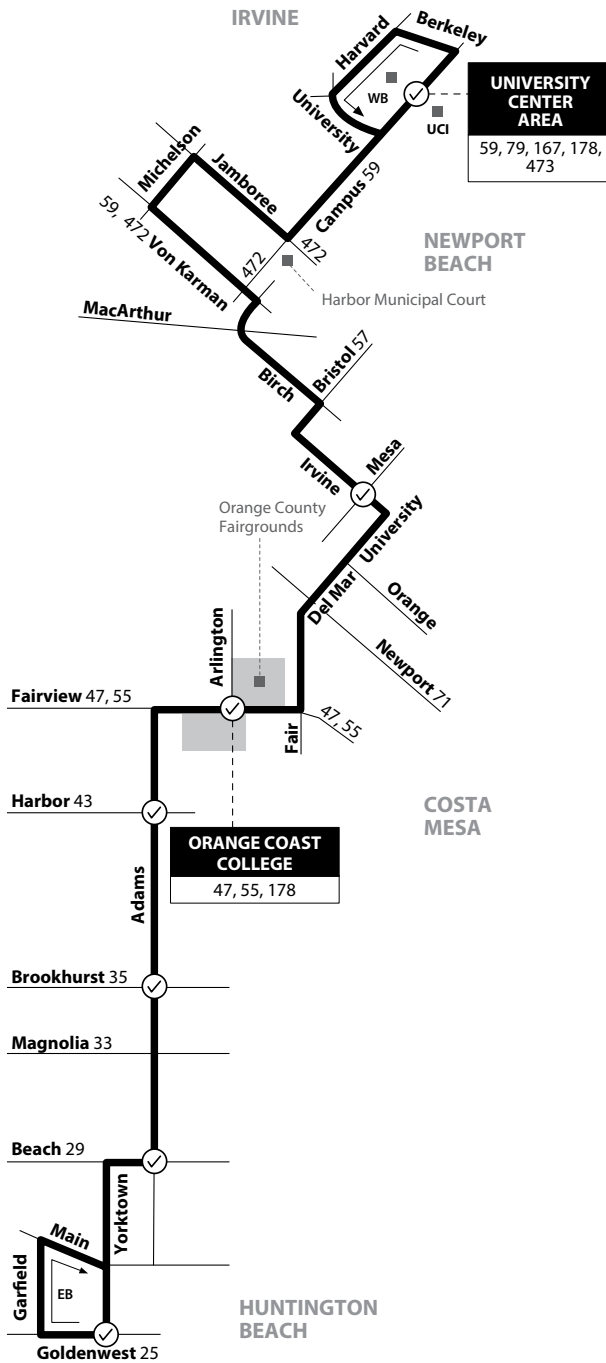 IRVINE
Berkeley
Harvard
WB
University
UNIVERSITY
CENTER
AREA
59, 79, 167, 178,
473
UCI
Michelson
Jamboree
Campus 59
59, 472
Von Karman
472
472
NEWPORT
BEACH
Harbor Municipal Court
MacArthur
Birch
Bristol 57
Irvine
Mesa
Orange County
Fairgrounds
University
Del Mar
Orange
Newport 71
Arlington
Fairview 47, 55
Fair
47, 55
Harbor 43
COSTA
MESA
ORANGE COAST
COLLEGE
47, 55, 178
Adams
Brookhurst 35
Magnolia 33
Beach 29
Yorktown
Main
Garfield
EB
HUNTINGTON
BEACH
Goldenwest 25